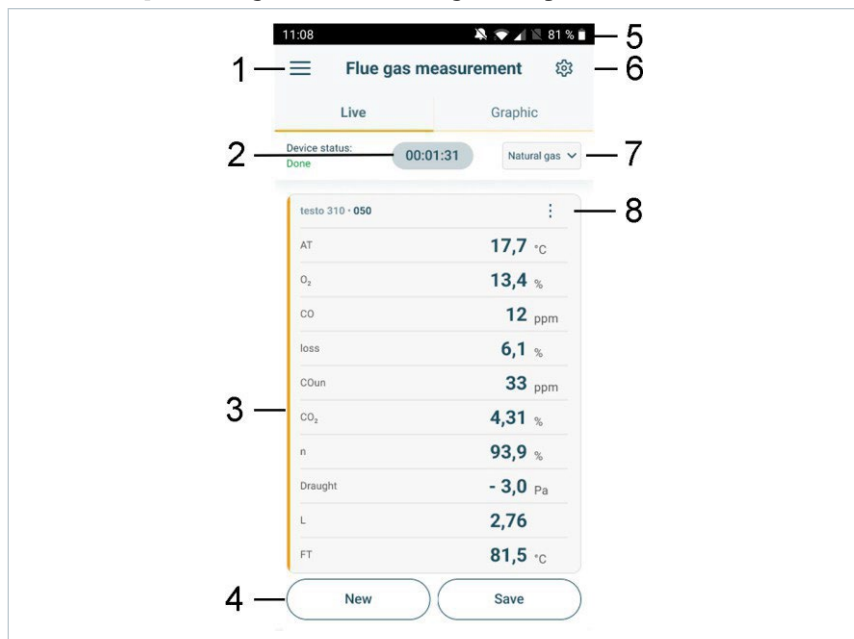 11:08 81 % 5
1 Flue gas measurement 6
Live Graphic
2 Device status: Done 00:01:31 Natural gas 7
testo 310 · 050 8
AT 17,7 °C
O₂ 13,4 %
CO 12 ppm
loss 6,1 %
COun 33 ppm
3 CO₂ 4,31 %
n 93,9 %
Draught - 3,0 Pa
L 2,76
FT 81,5 °C
4 New Save